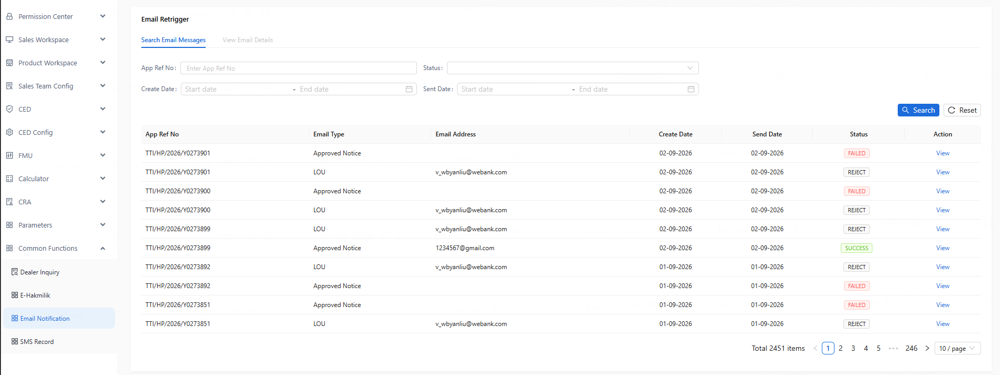 Permission Center
Sales Workspace
Product Workspace
Sales Team Config
CED
CED Config
FMU
Calculator
CRA
Parameters
Common Functions
Dealer Inquiry
E-Hakmilik
Email Notification
SMS Record
Email Retrigger
Search Email Messages View Email Details
App Ref No: Enter App Ref No Status:
Create Date: Start date - End date Sent Date: Start date - End date
Search Reset
App Ref No Email Type Email Address Create Date Send Date Status Action
TTI/HP/2026/Y0273901 Approved Notice 02-09-2026 02-09-2026 FAILED View
TTI/HP/2026/Y0273901 LOU v_wbyanliu@webank.com 02-09-2026 02-09-2026 REJECT View
TTI/HP/2026/Y0273900 Approved Notice 02-09-2026 02-09-2026 FAILED View
TTI/HP/2026/Y0273900 LOU v_wbyanliu@webank.com 02-09-2026 02-09-2026 REJECT View
TTI/HP/2026/Y0273899 LOU v_wbyanliu@webank.com 02-09-2026 02-09-2026 REJECT View
TTI/HP/2026/Y0273899 Approved Notice 1234567@gmail.com 02-09-2026 02-09-2026 SUCCESS View
TTI/HP/2026/Y0273892 LOU v_wbyanliu@webank.com 01-09-2026 01-09-2026 REJECT View
TTI/HP/2026/Y0273892 Approved Notice 01-09-2026 01-09-2026 FAILED View
TTI/HP/2026/Y0273851 Approved Notice 01-09-2026 01-09-2026 FAILED View
TTI/HP/2026/Y0273851 LOU v_wbyanliu@webank.com 01-09-2026 01-09-2026 REJECT View
Total 2451 items < 1 2 3 4 5 ••• 246 > 10 / page